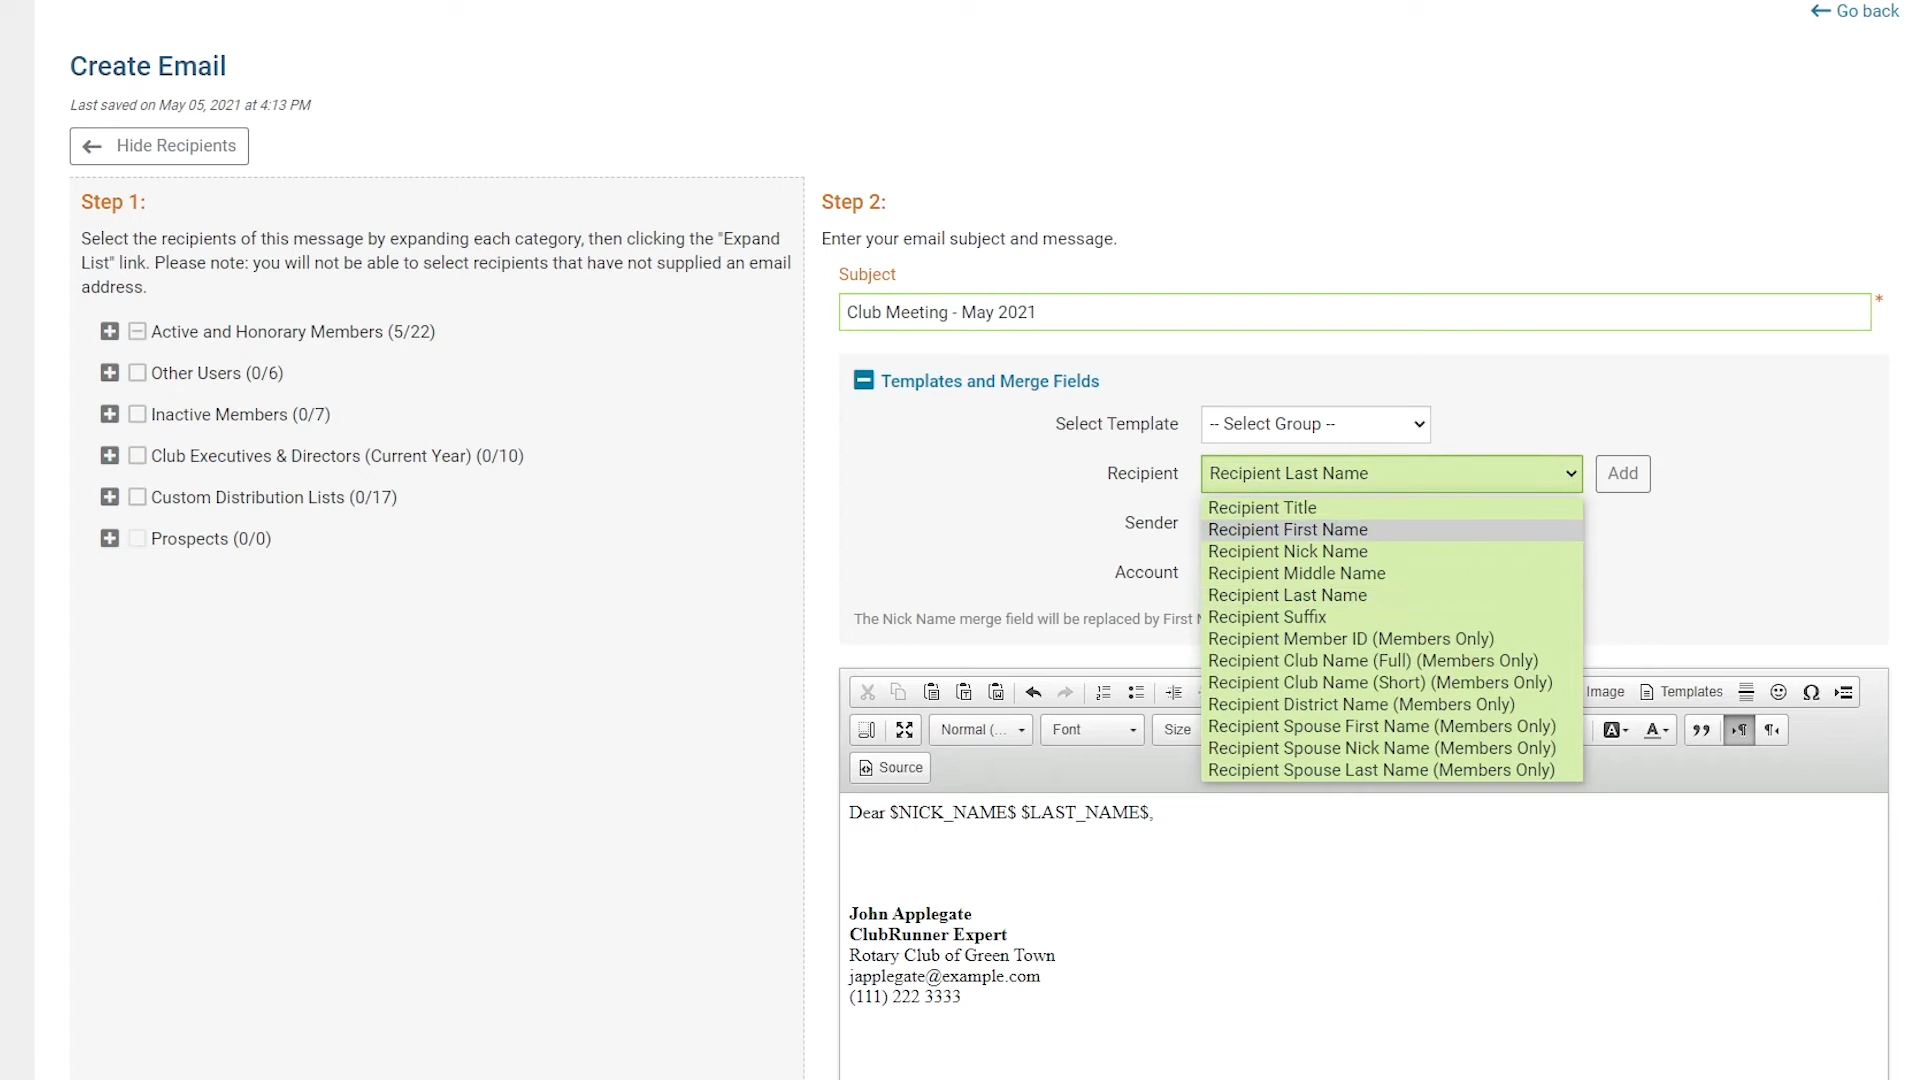 Go back
Create Email
Last saved on May 05, 2021 at 4:13 PM
Hide Recipients
Step 1:
Select the recipients of this message by expanding each category, then clicking the "Expand
List" link. Please note: you will not be able to select recipients that have not supplied an email
address.
Active and Honorary Members (5/22)
Other Users (0/6)
Inactive Members (0/7)
Club Executives & Directors (Current Year) (0/10)
Custom Distribution Lists (0/17)
Prospects (0/0)
Step 2:
Enter your email subject and message.
Subject
Club Meeting - May 2021 *
Templates and Merge Fields
Select Template -- Select Group --
Recipient Recipient Last Name Add
Sender
Account
Recipient Title
Recipient First Name
Recipient Nick Name
Recipient Middle Name
Recipient Last Name
Recipient Suffix
Recipient Member ID (Members Only)
Recipient Club Name (Full) (Members Only)
Recipient Club Name (Short) (Members Only)
Recipient District Name (Members Only)
Recipient Spouse First Name (Members Only)
Recipient Spouse Nick Name (Members Only)
Recipient Spouse Last Name (Members Only)
The Nick Name merge field will be replaced by First
Image Templates
Normal (... Font Size
Source
Dear $NICK_NAME$ $LAST_NAME$,
John Applegate
ClubRunner Expert
Rotary Club of Green Town
japplegate@example.com
(111) 222 3333